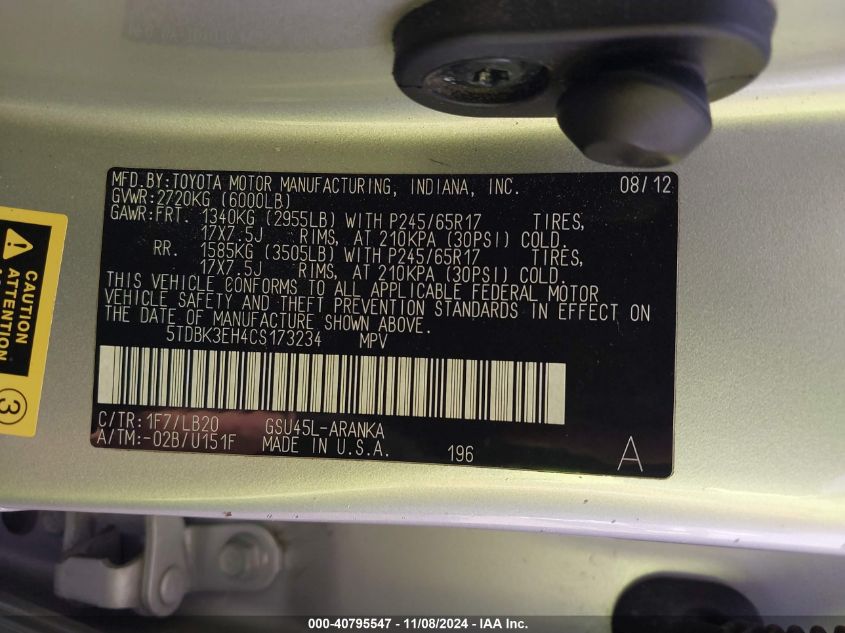 MFD.BY:TOYOTA MOTOR MANUFACTURING, INDIANA, INC. 08/12
GVWR:2720KG (6000LB)
GAWR:FRT. 1340KG (2955LB) WITH P245/65R17 TIRES,
17X7.5J RIMS, AT 210KPA (30PSI) COLD.
RR. 1585KG (3505LB) WITH P245/65R17 TIRES,
17X7.5J RIMS, AT 210KPA (30PSI) COLD.
THIS VEHICLE CONFORMS TO ALL APPLICABLE FEDERAL MOTOR
VEHICLE SAFETY AND THEFT PREVENTION STANDARDS IN EFFECT ON
THE DATE OF MANUFACTURE SHOWN ABOVE.
5TDBK3EH4CS173234 MPV
C/TR:1F7/LB20 GSU45L-ARANKA
A/TM:-02B/U151F MADE IN U.S.A. 196 A
CAUTION
3
000-40795547 - 11/08/2024 - IAA Inc.